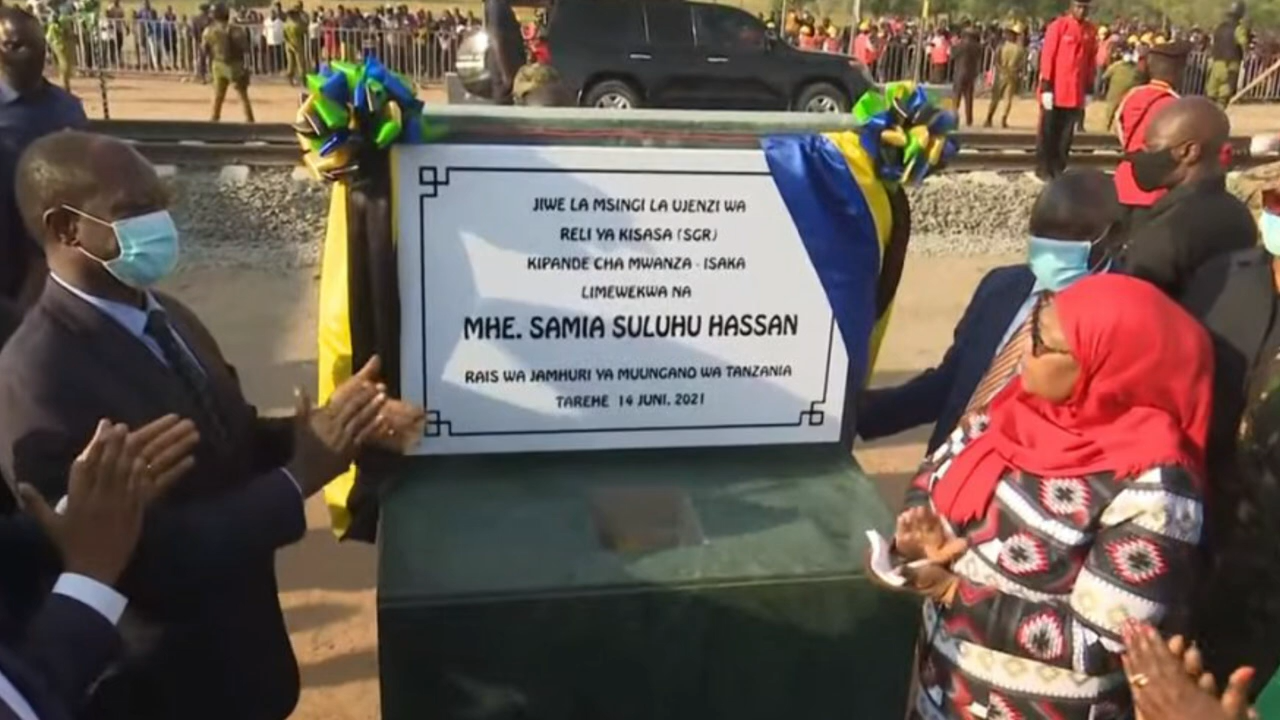 JIWE LA MSINGI LA UJENZI WA
RELI YA KISASA (SGR)
KIPANDE CHA MWANZA - ISAKA
LIMEWEKWA NA
MHE. SAMIA SULUHU HASSAN
RAIS WA JAMHURI YA MUUNGANO WA TANZANIA
TAREHE 14 JUNI, 2021